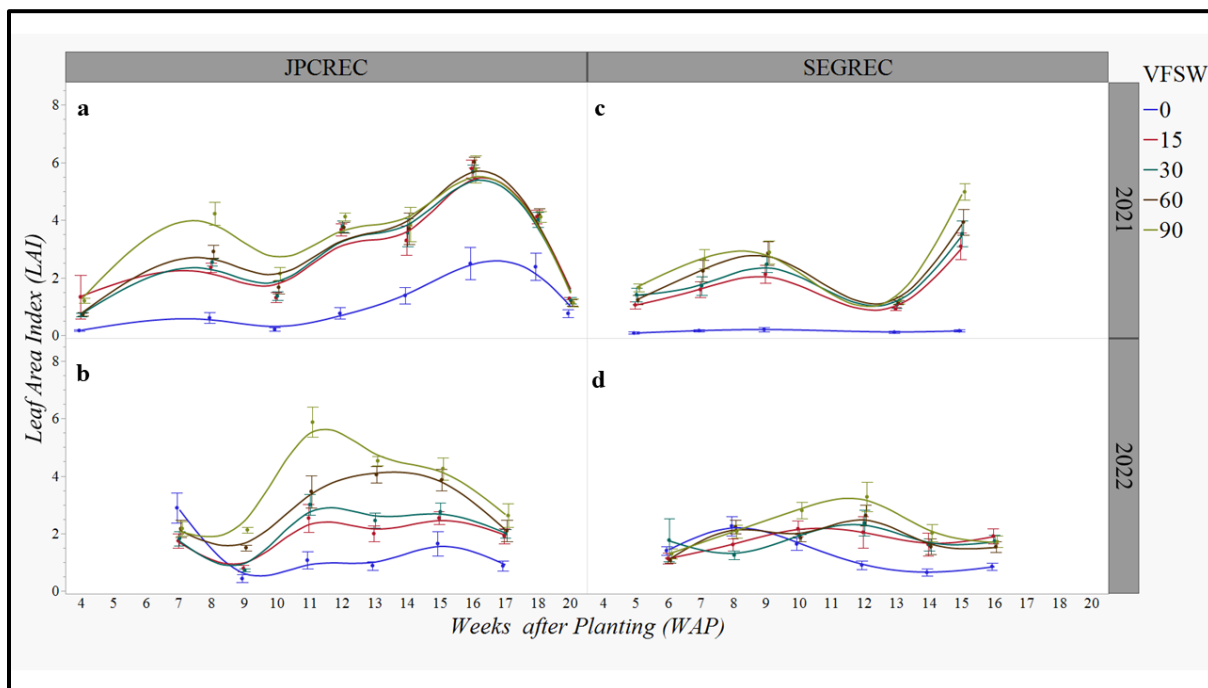 JPCREC SEGREC
VFSW
0
15
30
60
90
a c
8
6
4
2
0
2021
b d
8
6
4
2
0
2022
Leaf Area Index (LAI)
4 5 6 7 8 9 10 11 12 13 14 15 16 17 18 20 4 5 6 7 8 9 10 11 12 13 14 15 16 17 18 20
Weeks after Planting (WAP)